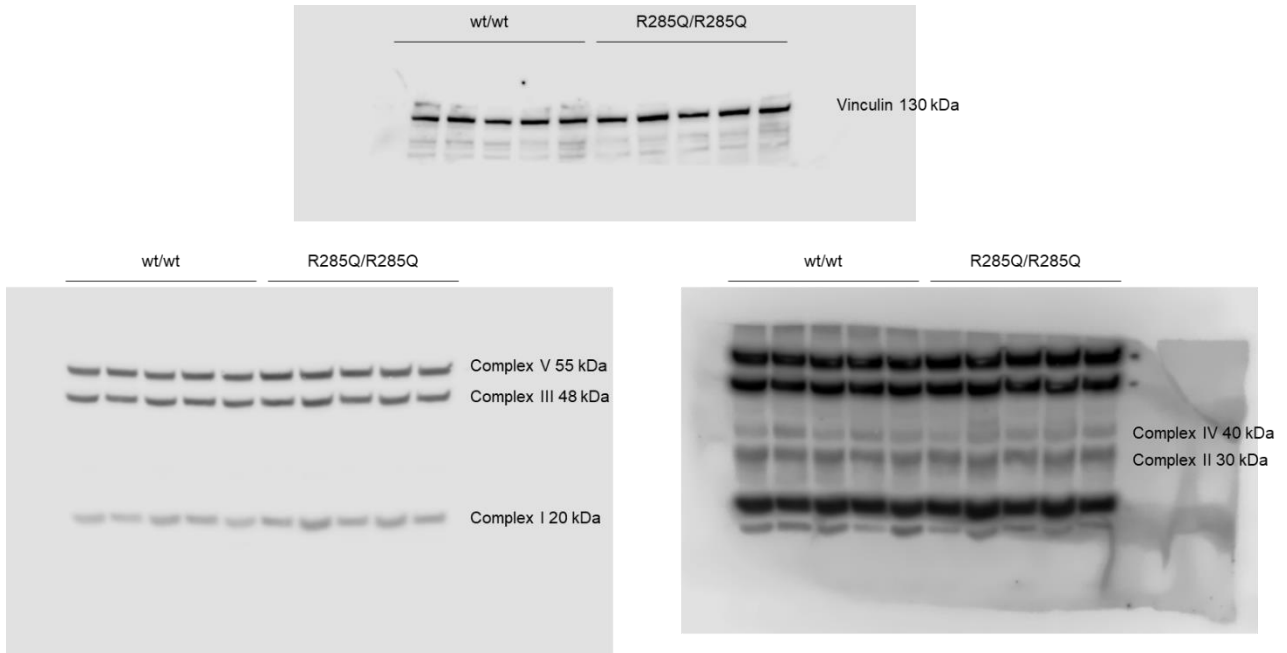 wt/wt R285Q/R285Q
Vinculin 130 kDa
wt/wt R285Q/R285Q
Complex V 55 kDa
Complex III 48 kDa
Complex I 20 kDa
wt/wt R285Q/R285Q
Complex IV 40 kDa
Complex II 30 kDa